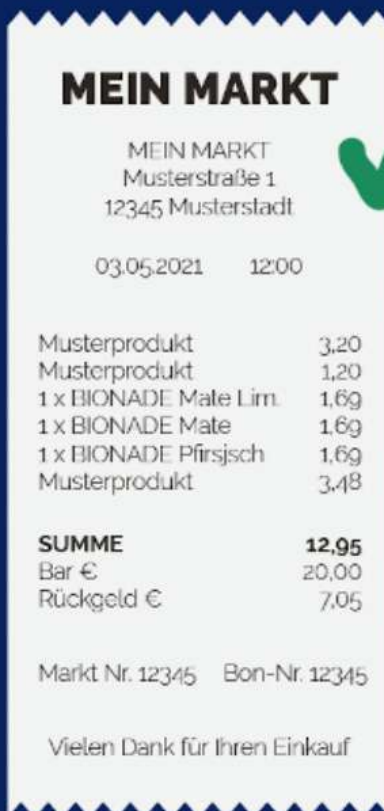 MEIN MARKT
MEIN MARKT
Musterstraße 1
12345 Musterstadt
03.05.2021 12:00
Musterprodukt 3,20
Musterprodukt 1,20
1 x BIONADE Mate Lim. 1,69
1 x BIONADE Mate 1,69
1 x BIONADE Pfirsjsch 1,69
Musterprodukt 3,48
SUMME 12,95
Bar € 20,00
Rückgeld € 7,05
Markt Nr. 12345 Bon-Nr. 12345
Vielen Dank für Ihren Einkauf